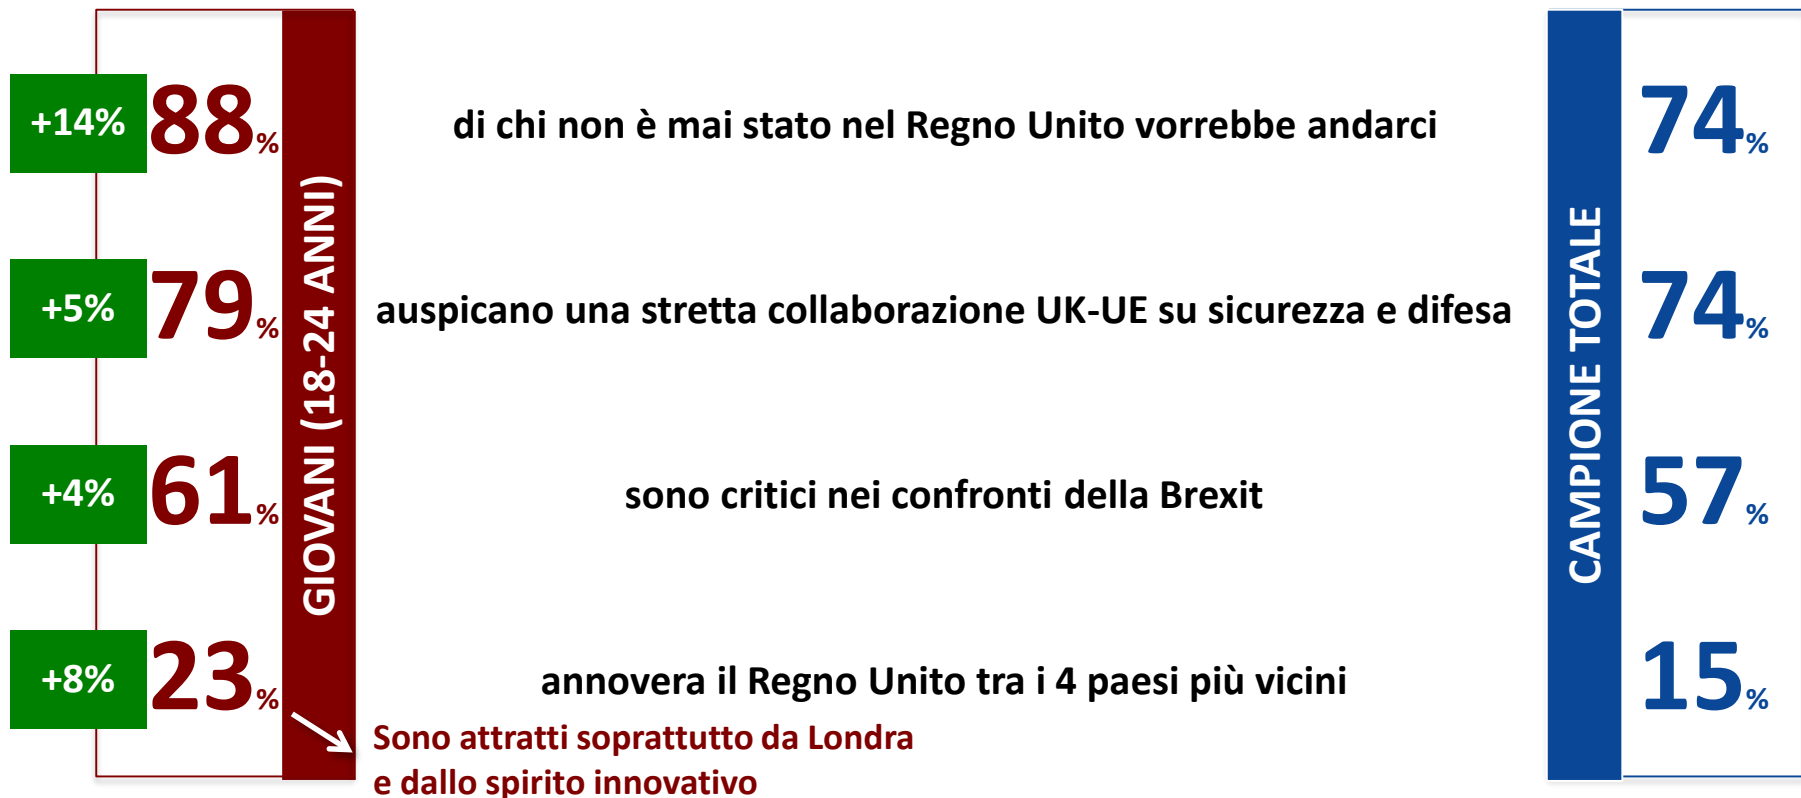 +14% 88% di chi non è mai stato nel Regno Unito vorrebbe andarci 74%
+5% 79% auspicano una stretta collaborazione UK-UE su sicurezza e difesa 74%
+4% 61% sono critici nei confronti della Brexit 57%
+8% 23% annovera il Regno Unito tra i 4 paesi più vicini 15%
GIOVANI (18-24 ANNI)
CAMPIONE TOTALE
Sono attratti soprattutto da Londra
e dallo spirito innovativo